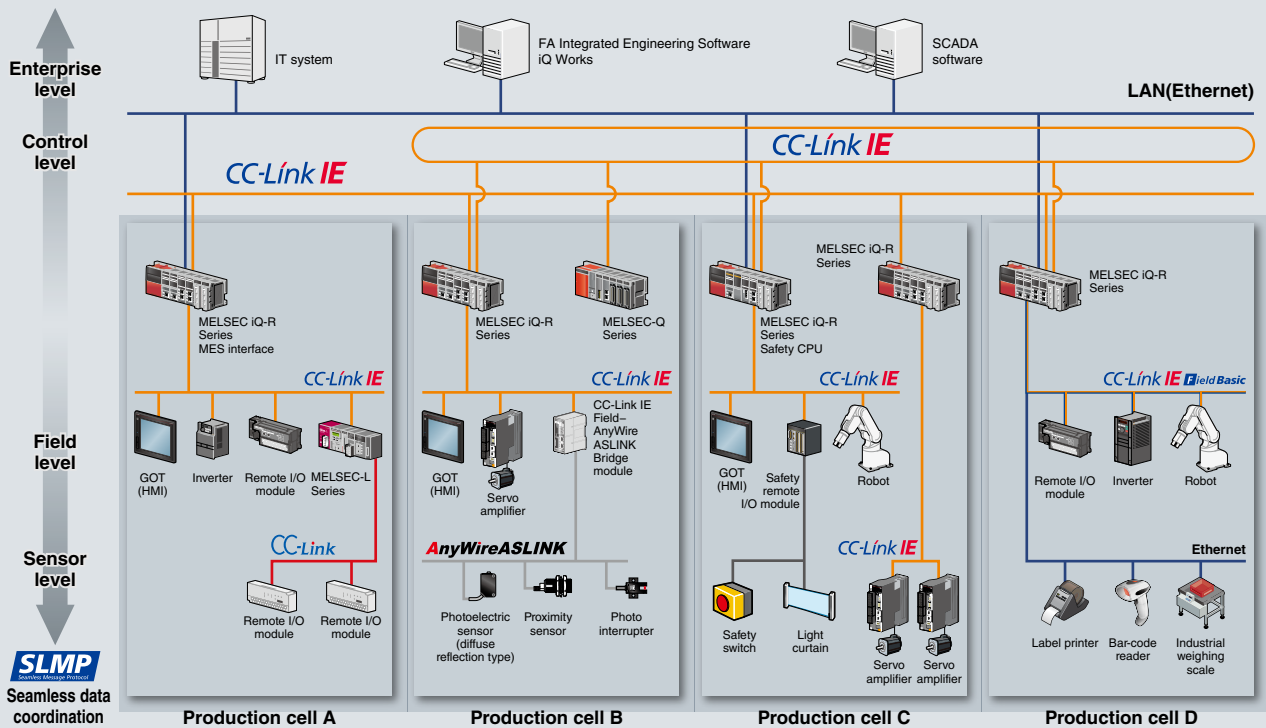 Enterprise
level
Control
level
Field
level
Sensor
level
SLMP
Seamless Message Protocol
Seamless data
coordination
IT system
FA Integrated Engineering Software
iQ Works
SCADA
software
LAN(Ethernet)
CC-Link IE
CC-Link IE
MELSEC iQ-R
Series
MES interface
CC-Link IE
GOT
(HMI)
Inverter
Remote I/O
module
MELSEC-L
Series
CC-Link
Remote I/O
module
Remote I/O
module
Production cell A
MELSEC iQ-R
Series
MELSEC-Q
Series
CC-Link IE
GOT
(HMI)
Servo
amplifier
CC-Link IE
Field–
AnyWire
ASLINK
Bridge
module
AnyWireASLINK
Photoelectric
sensor
(diffuse
reflection type)
Proximity
sensor
Photo
interrupter
Production cell B
MELSEC iQ-R
Series
MELSEC iQ-R
Series
Safety CPU
CC-Link IE
GOT
(HMI)
Safety
remote
I/O module
Robot
CC-Link IE
Safety
switch
Light
curtain
Servo
amplifier
Servo
amplifier
Production cell C
MELSEC iQ-R
Series
CC-Link IE Field Basic
Remote I/O
module
Inverter
Robot
Ethernet
Label printer
Bar-code
reader
Industrial
weighing
scale
Production cell D